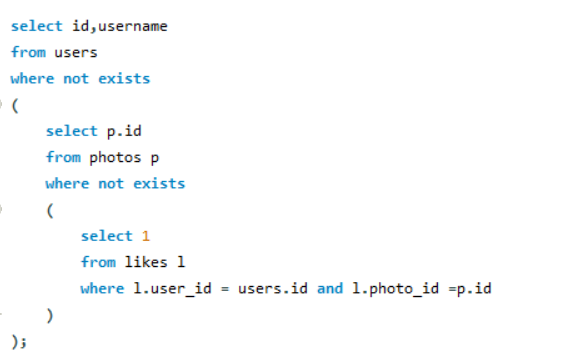 select id,username
from users
where not exists
(
select p.id
from photos p
where not exists
(
select 1
from likes l
where l.user_id = users.id and l.photo_id =p.id
)
);